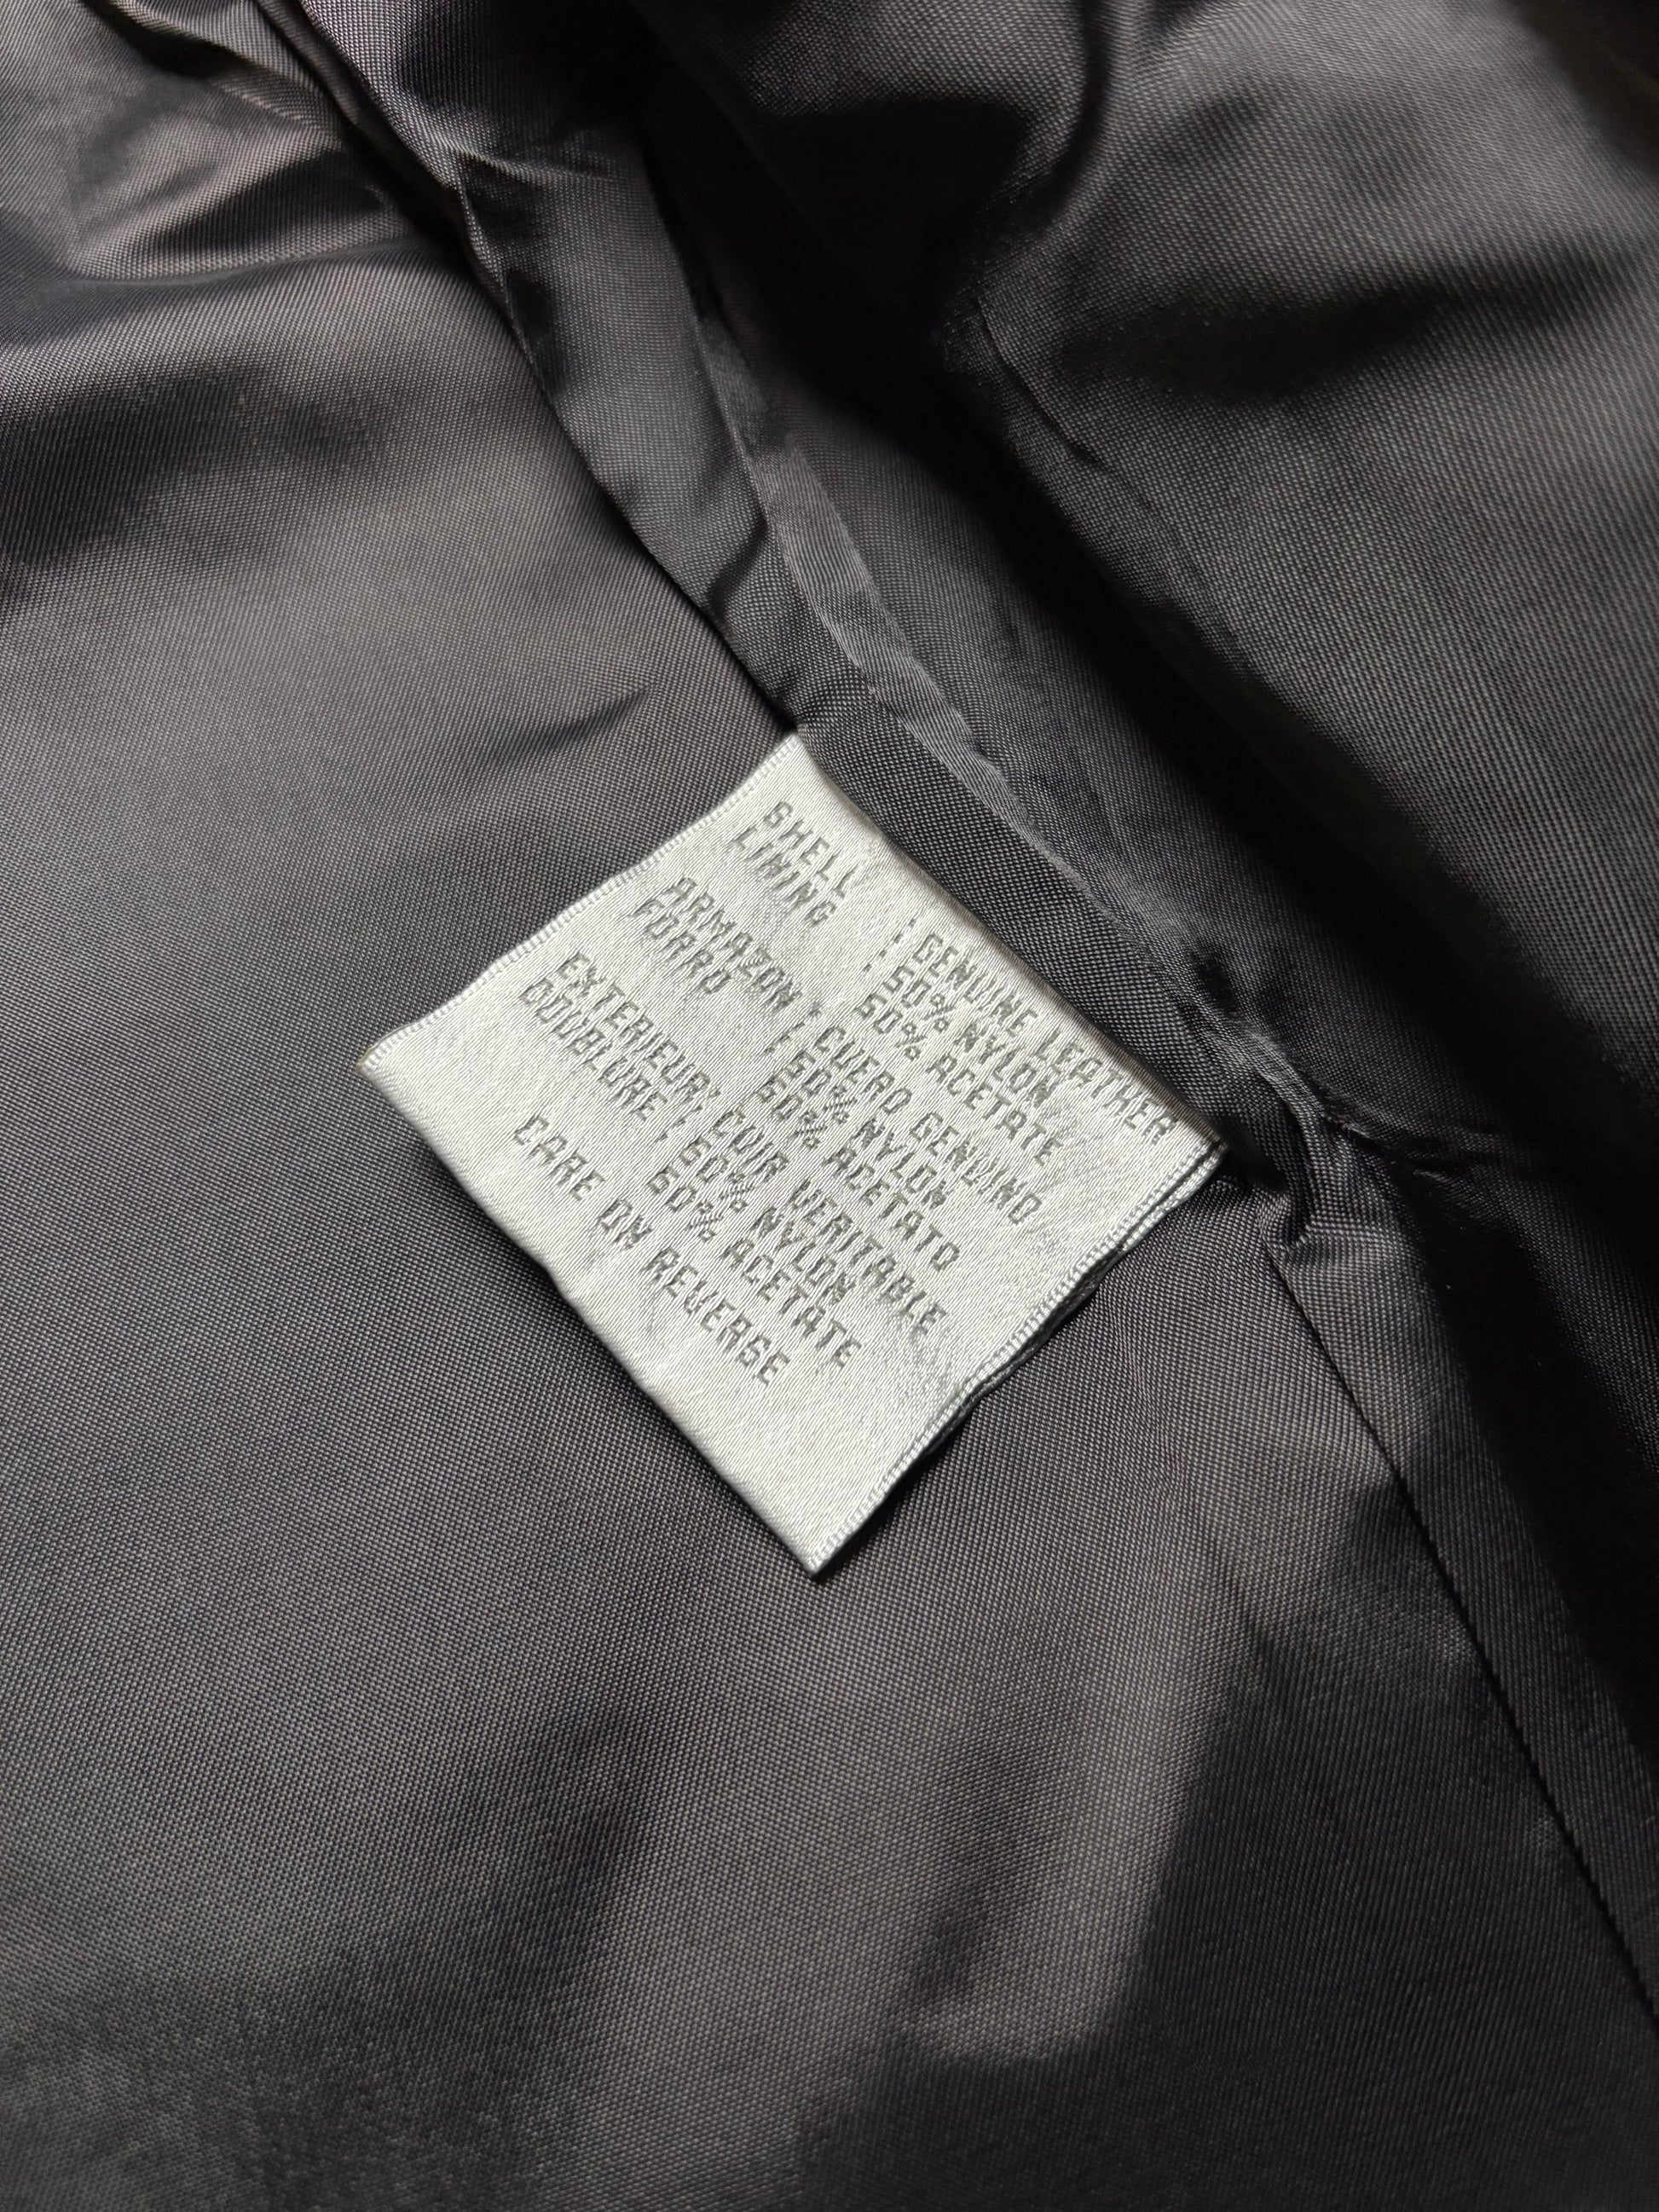 SHELL : GENUINE LEATHER
LINING : 50% NYLON
50% ACETATE
ARMAZON : CUERO GENUINO
FORRO : 50% NYLON
50% ACETATO
EXTERIEUR: CUIR VERITABLE
DOUBLURE : 50% NYLON
50% ACETATE
CARE ON REVERSE